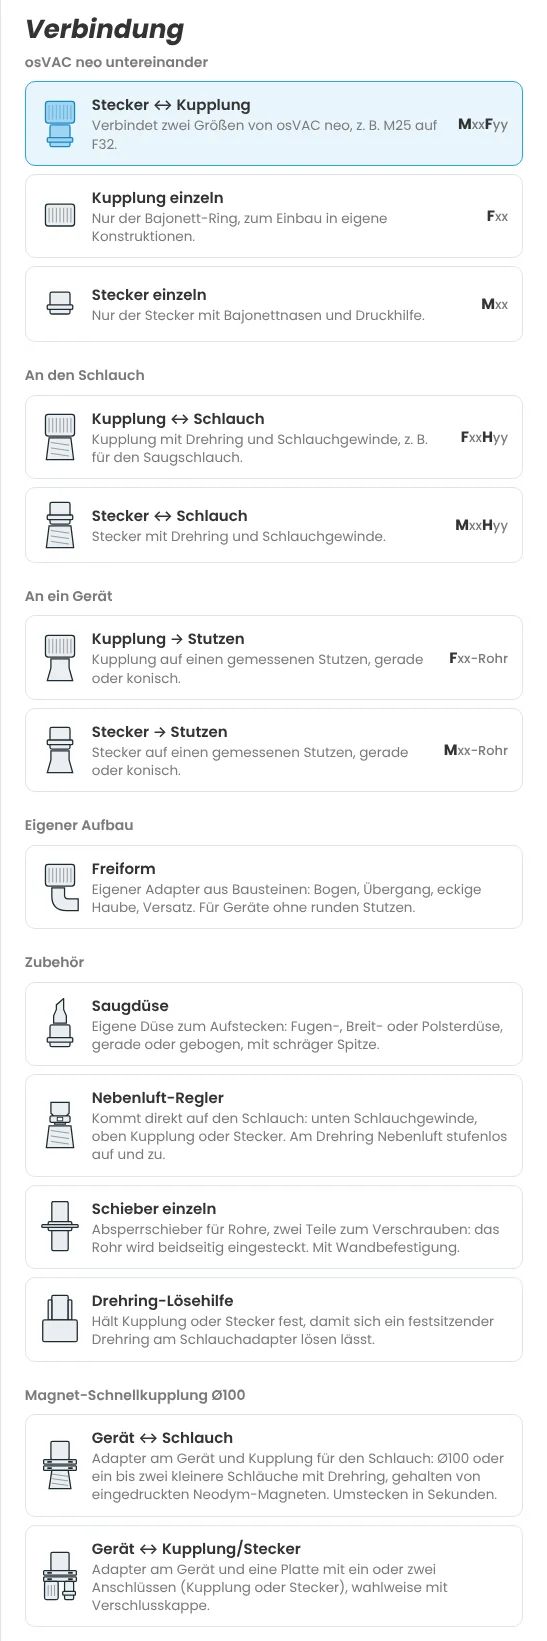 Verbindung
osVAC neo untereinander
Stecker ↔ Kupplung
Verbindet zwei Größen von osVAC neo, z. B. M25 auf
F32.
MxxFyy
Kupplung einzeln
Nur der Bajonett-Ring, zum Einbau in eigene
Konstruktionen.
Fxx
Stecker einzeln
Nur der Stecker mit Bajonettnasen und Druckhilfe.
Mxx
An den Schlauch
Kupplung ↔ Schlauch
Kupplung mit Drehring und Schlauchgewinde, z. B.
für den Saugschlauch.
FxxHyy
Stecker ↔ Schlauch
Stecker mit Drehring und Schlauchgewinde.
MxxHyy
An ein Gerät
Kupplung → Stutzen
Kupplung auf einen gemessenen Stutzen, gerade
oder konisch.
Fxx-Rohr
Stecker → Stutzen
Stecker auf einen gemessenen Stutzen, gerade
oder konisch.
Mxx-Rohr
Eigener Aufbau
Freiform
Eigener Adapter aus Bausteinen: Bogen, Übergang, eckige
Haube, Versatz. Für Geräte ohne runden Stutzen.
Zubehör
Saugdüse
Eigene Düse zum Aufstecken: Fugen-, Breit- oder Polsterdüse,
gerade oder gebogen, mit schräger Spitze.
Nebenluft-Regler
Kommt direkt auf den Schlauch: unten Schlauchgewinde,
oben Kupplung oder Stecker. Am Drehring Nebenluft stufenlos
auf und zu.
Schieber einzeln
Absperrschieber für Rohre, zwei Teile zum Verschrauben: das
Rohr wird beidseitig eingesteckt. Mit Wandbefestigung.
Drehring-Lösehilfe
Hält Kupplung oder Stecker fest, damit sich ein festsitzender
Drehring am Schlauchadapter lösen lässt.
Magnet-Schnellkupplung Ø100
Gerät ↔ Schlauch
Adapter am Gerät und Kupplung für den Schlauch: Ø100 oder
ein bis zwei kleinere Schläuche mit Drehring, gehalten von
eingedruckten Neodym-Magneten. Umstecken in Sekunden.
Gerät ↔ Kupplung/Stecker
Adapter am Gerät und eine Platte mit ein oder zwei
Anschlüssen (Kupplung oder Stecker), wahlweise mit
Verschlusskappe.